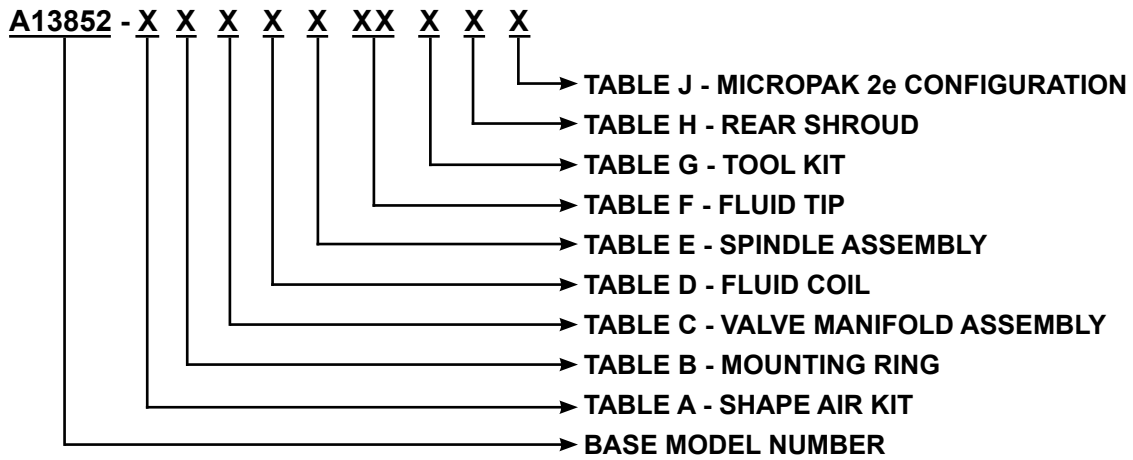 A13852 - X X X X X XX X X X
TABLE J - MICROPAK 2e CONFIGURATION
TABLE H - REAR SHROUD
TABLE G - TOOL KIT
TABLE F - FLUID TIP
TABLE E - SPINDLE ASSEMBLY
TABLE D - FLUID COIL
TABLE C - VALVE MANIFOLD ASSEMBLY
TABLE B - MOUNTING RING
TABLE A - SHAPE AIR KIT
BASE MODEL NUMBER